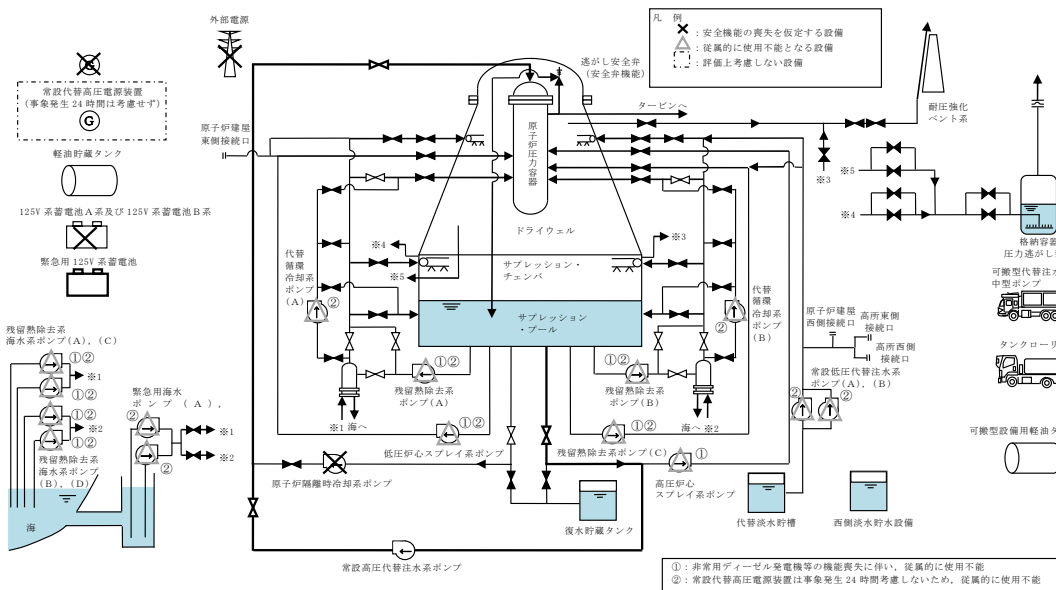 外部電源
常設代替高圧電源装置
(事象発生 24 時間は考慮せず)
G
軽油貯蔵タンク
125V 系蓄電池A系及び 125V 系蓄電池B系
緊急用 125V 系蓄電池
残留熱除去系
海水系ポンプ(A), (C)
①②
※1
①②
①②
※2
①②
残留熱除去系
海水系ポンプ
(B), (D)
海
緊急用海水
ポンプ (A),
②
※1
※2
②
原子炉建屋
東側接続口
代替
循環
冷却系
ポンプ
(A)
②
逃がし安全弁
(安全弁機能)
タービンへ
原子炉圧力容器
ドライウェル
※4
※3
※5
サプレッション・
チェンバ
サプレッション
・プール
①②
残留熱除去系
ポンプ(A)
※1 海へ
①②
残留熱除去系
ポンプ(B)
海へ ※2
①②
低圧炉心スプレイ系ポンプ
①②
残留熱除去系ポンプ(C)
原子炉隔離時冷却系ポンプ
①
高圧炉心
スプレイ系ポンプ
復水貯蔵タンク
常設高圧代替注水系ポンプ
代替
循環
冷却系
ポンプ
(B)
②
凡 例
:安全機能の喪失を仮定する設備
:従属的に使用不能となる設備
:評価上考慮しない設備
耐圧強化
ベント系
※3
※5
※4
格納容器
圧力逃がし
可搬型代替注水
中型ポンプ
原子炉建屋
西側接続口
高所東側
接続口
高所西側
接続口
タンクローリ
常設低圧代替注水系
ポンプ(A), (B)
②
②
可搬型設備用軽油タ
代替淡水貯槽
西側淡水貯水設備
①:非常用ディーゼル発電機等の機能喪失に伴い,従属的に使用不能
②:常設代替高圧電源装置は事象発生 24 時間考慮しないため,従属的に使用不能